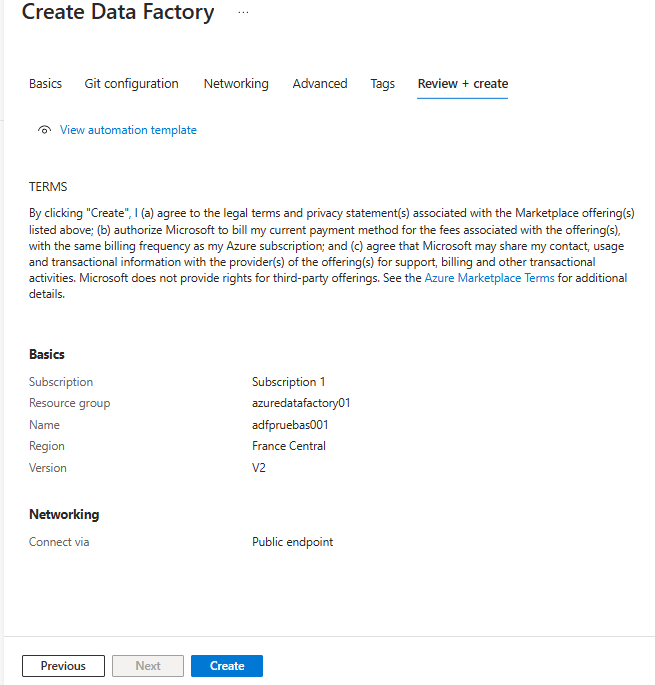 Create Data Factory ...
Basics Git configuration Networking Advanced Tags Review + create
View automation template
TERMS
By clicking "Create", I (a) agree to the legal terms and privacy statement(s) associated with the Marketplace offering(s)
listed above; (b) authorize Microsoft to bill my current payment method for the fees associated with the offering(s),
with the same billing frequency as my Azure subscription; and (c) agree that Microsoft may share my contact, usage
and transactional information with the provider(s) of the offering(s) for support, billing and other transactional
activities. Microsoft does not provide rights for third-party offerings. See the Azure Marketplace Terms for additional
details.
Basics
Subscription Subscription 1
Resource group azuredatafactory01
Name adfpruebas001
Region France Central
Version V2
Networking
Connect via Public endpoint
Previous Next Create